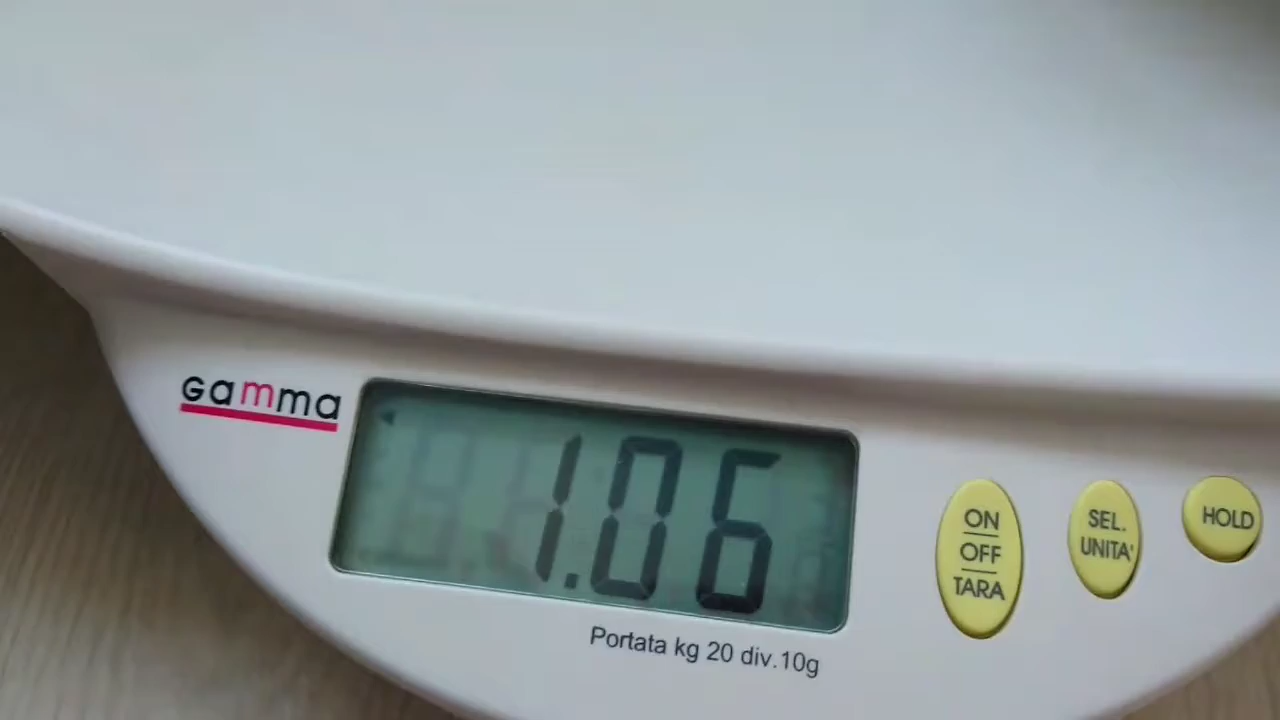 Gamma
1.06
ON
OFF
TARA
SEL.
UNITA'
HOLD
Portata kg 20 div.10g